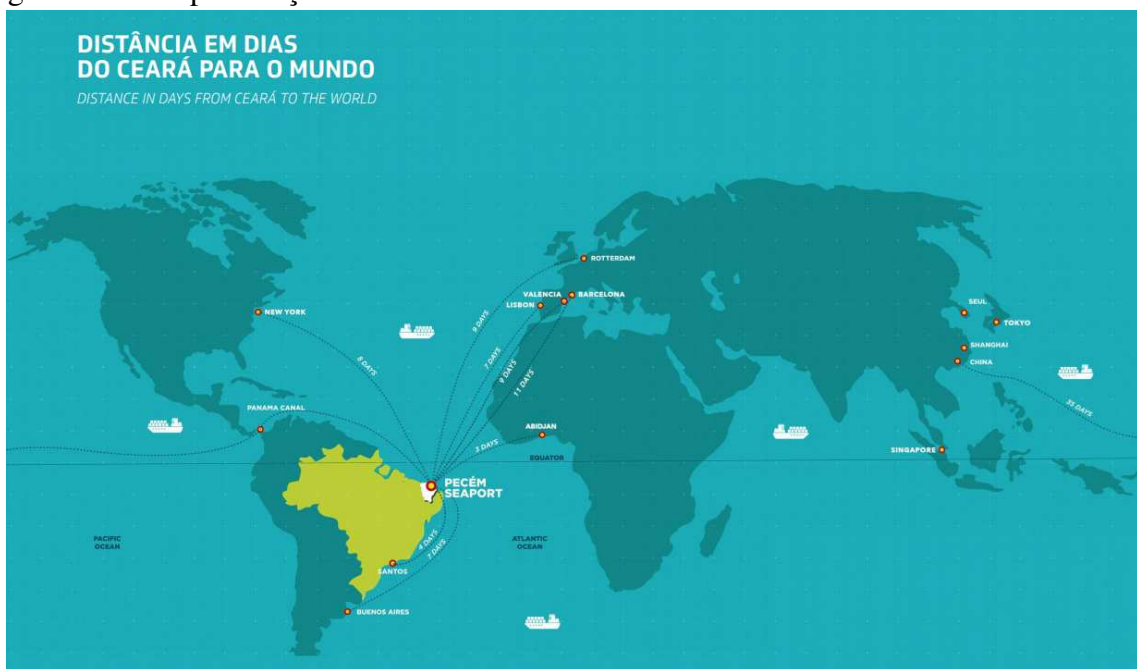 DISTÂNCIA EM DIAS
DO CEARÁ PARA O MUNDO
DISTANCE IN DAYS FROM CEARÁ TO THE WORLD
ROTTERDAM
VALENCIA
BARCELONA
LISBON
NEW YORK
SEUL
TOKYO
SHANGHAI
CHINA
9 DAYS
7 DAYS
9 DAYS
11 DAYS
8 DAYS
35 DAYS
PANAMA CANAL
ABIDJAN
DAYS
EQUATOR
SINGAPORE
PECÉM
SEAPORT
PACIFIC
OCEAN
ATLANTIC
OCEAN
4 DAYS
7 DAYS
SANTOS
BUENOS AIRES